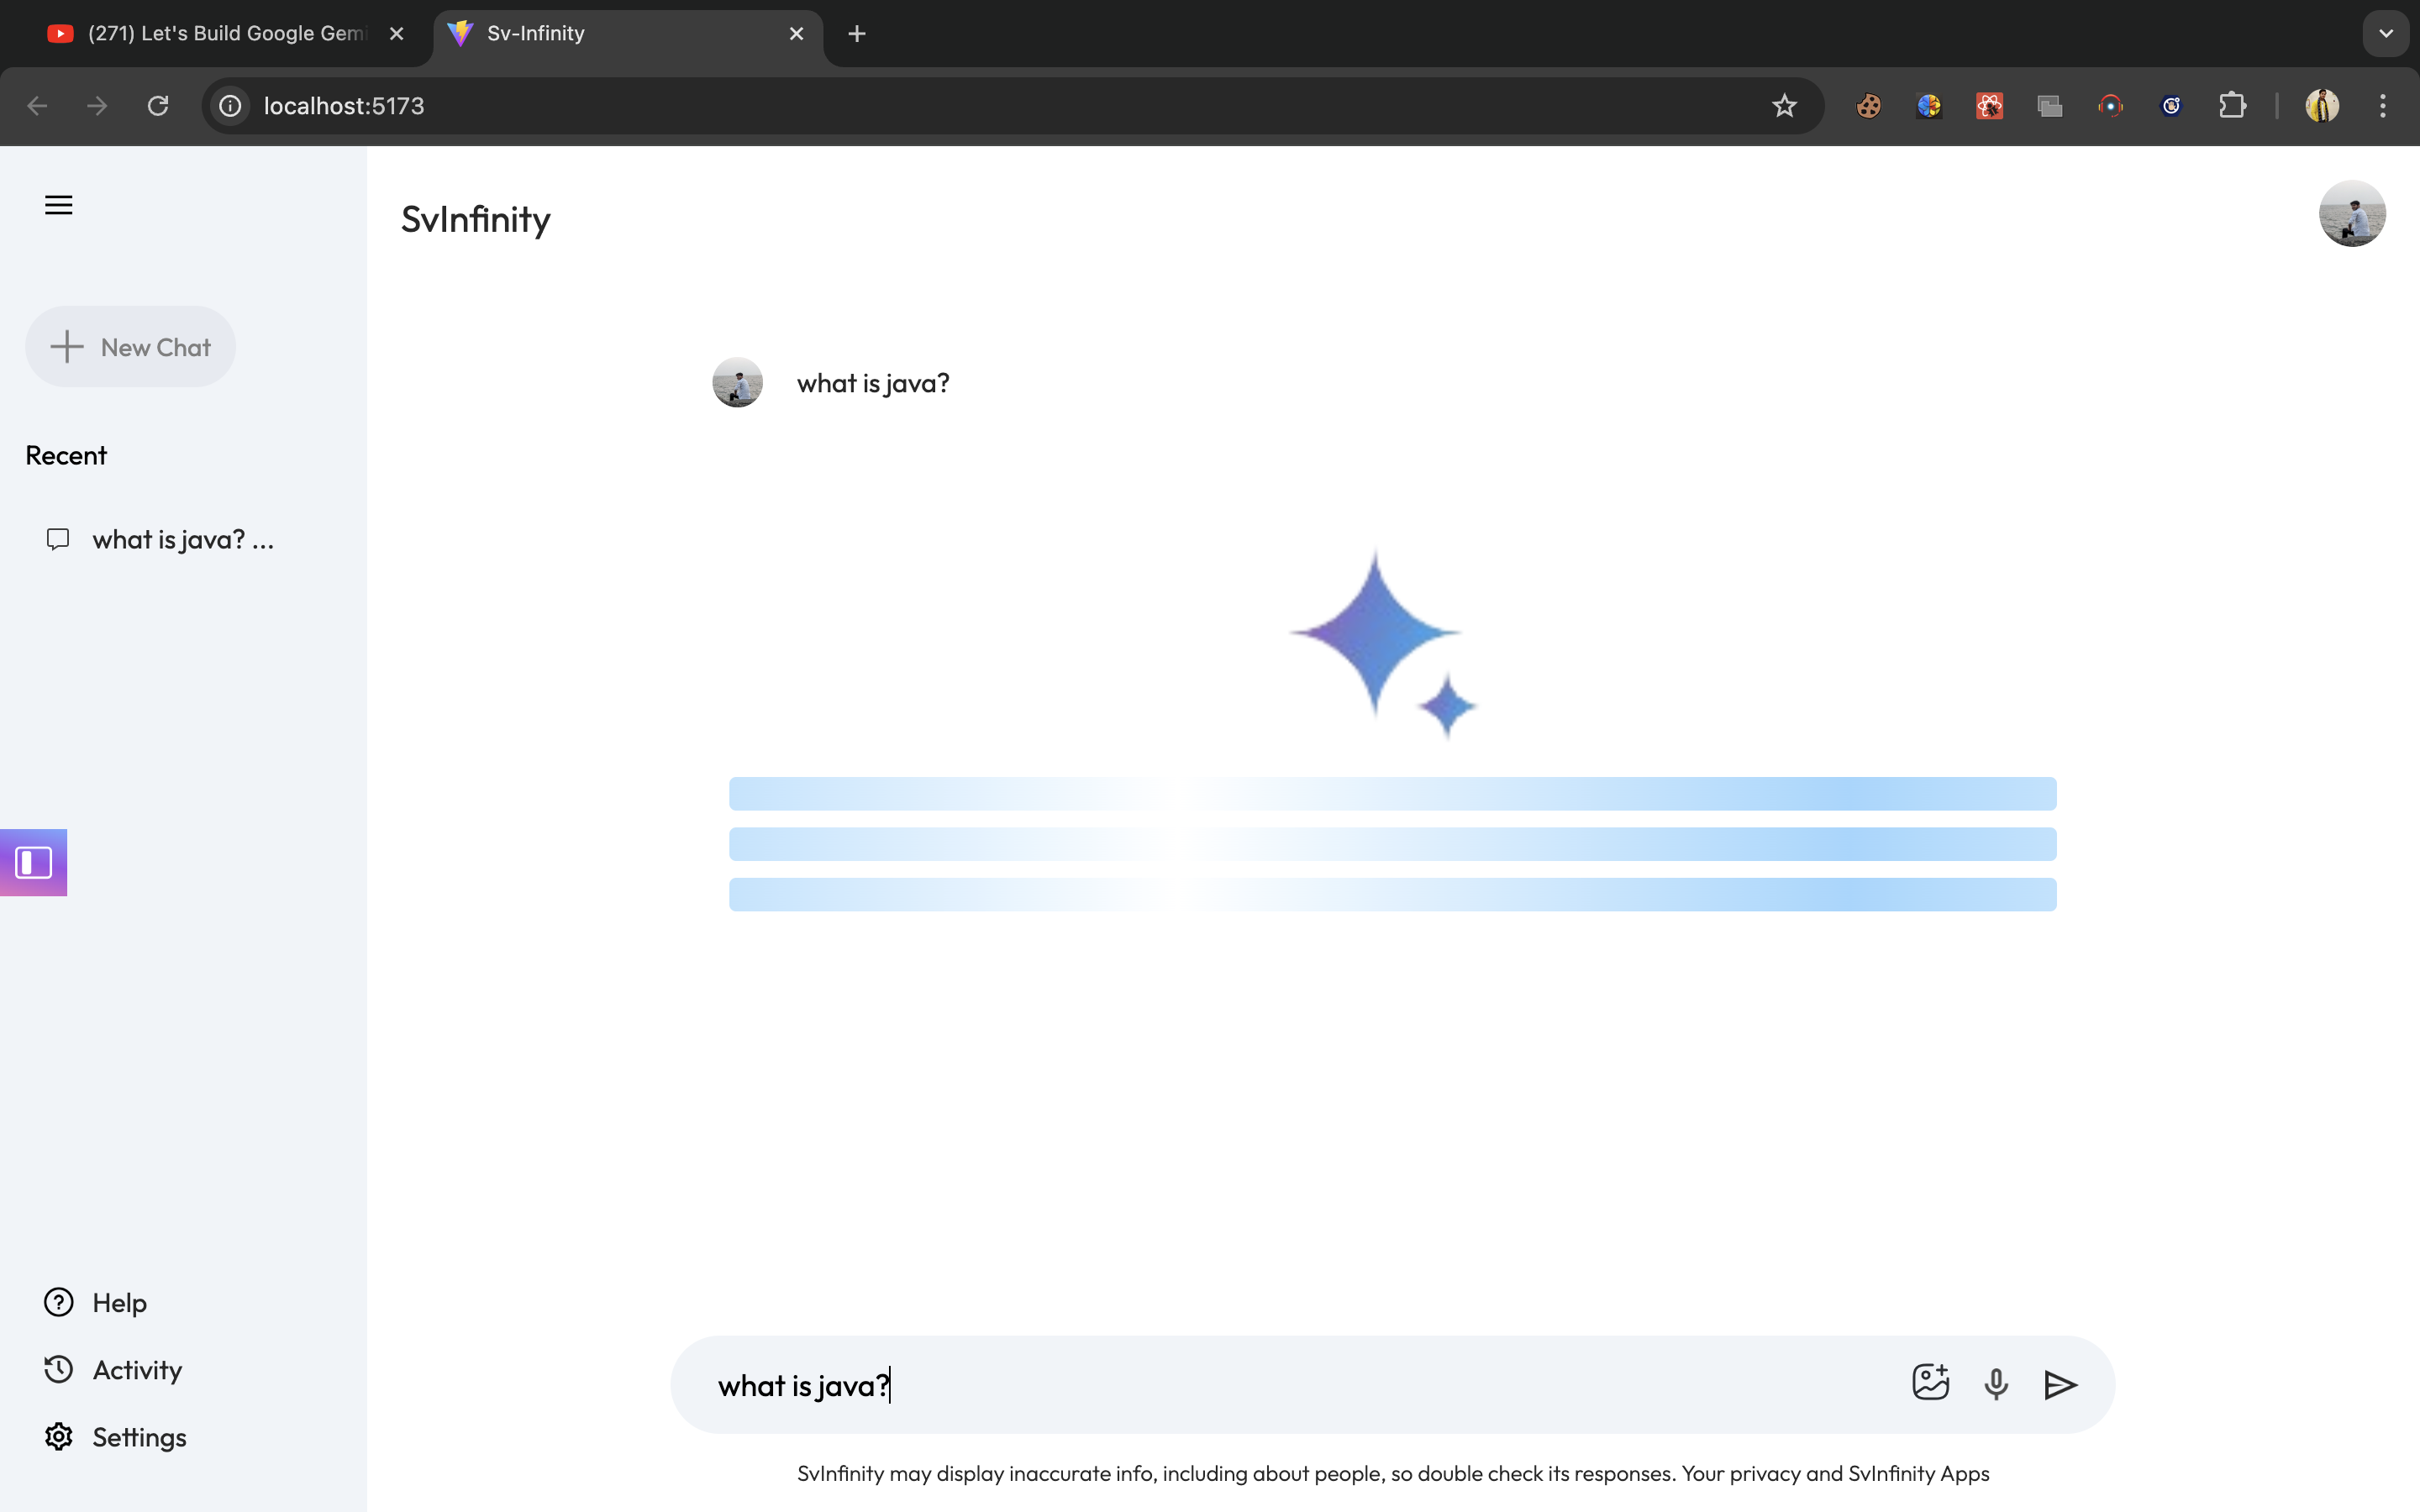 (271) Let's Build Google Gemi
Sv-Infinity
localhost:5173
SvInfinity
New Chat
what is java?
Recent
what is java? ...
Help
Activity
Settings
what is java?
SvInfinity may display inaccurate info, including about people, so double check its responses. Your privacy and SvInfinity Apps